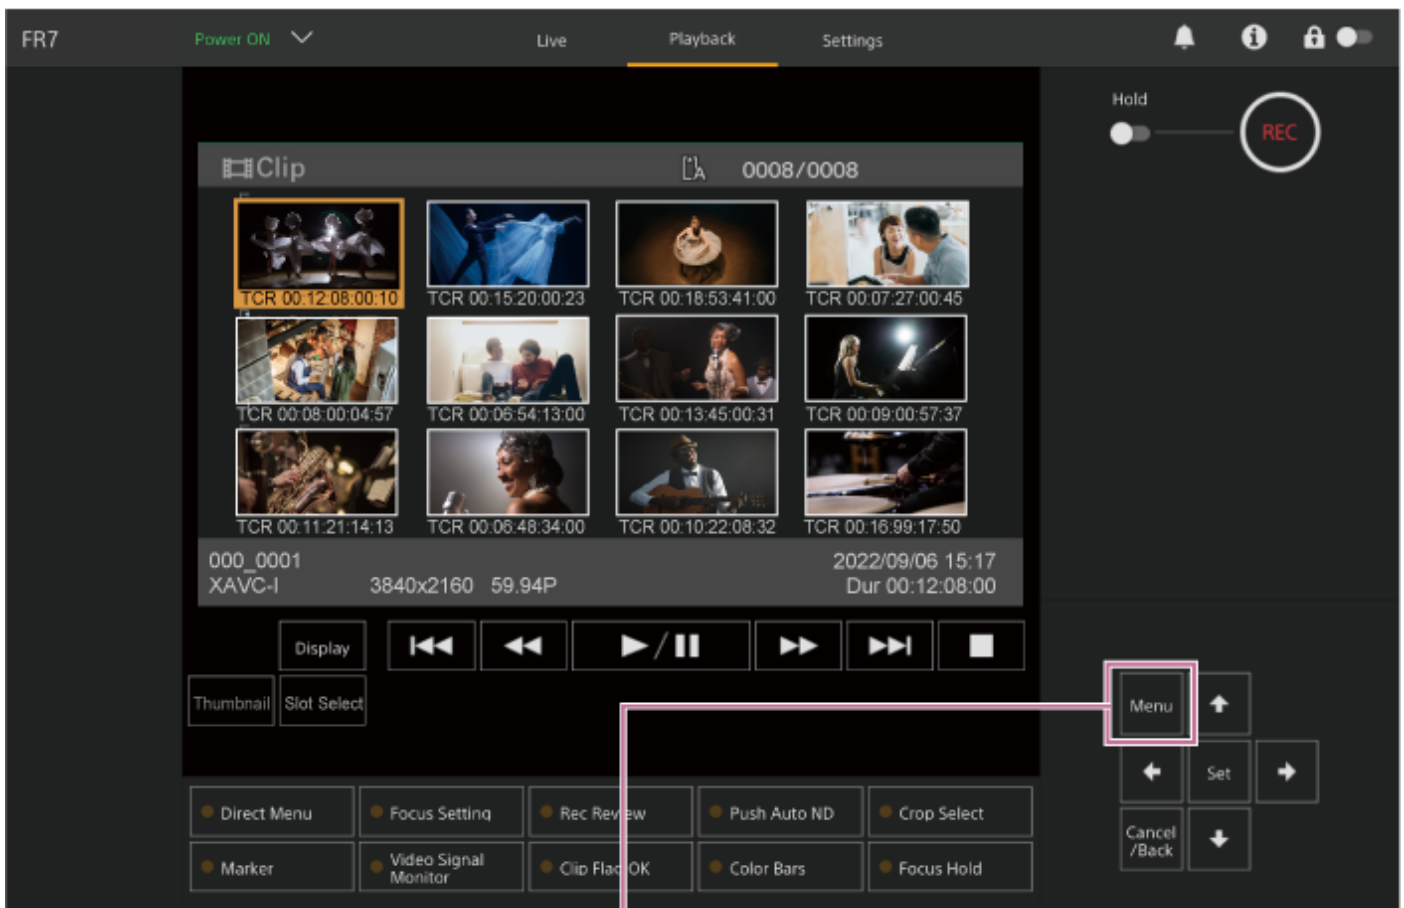 FR7
Power ON
Live
Playback
Settings
Hold
REC
Clip
A
0008/0008
TCR 00:12:08:00:10
TCR 00:15:20:00:23
TCR 00:18:53:41:00
TCR 00:07:27:00:45
TCR 00:08:00:04:57
TCR 00:06:54:13:00
TCR 00:13:45:00:31
TCR 00:09:00:57:37
TCR 00:11:21:14:13
TCR 00:06:48:34:00
TCR 00:10:22:08:32
TCR 00:16:99:17:50
000_0001
2022/09/06 15:17
XAVC-I 3840x2160 59.94P
Dur 00:12:08:00
Display
Thumbnail
Slot Select
Menu
Set
Cancel
/Back
Direct Menu
Focus Setting
Rec Review
Push Auto ND
Crop Select
Marker
Video Signal
Monitor
Clip Flag OK
Color Bars
Focus Hold